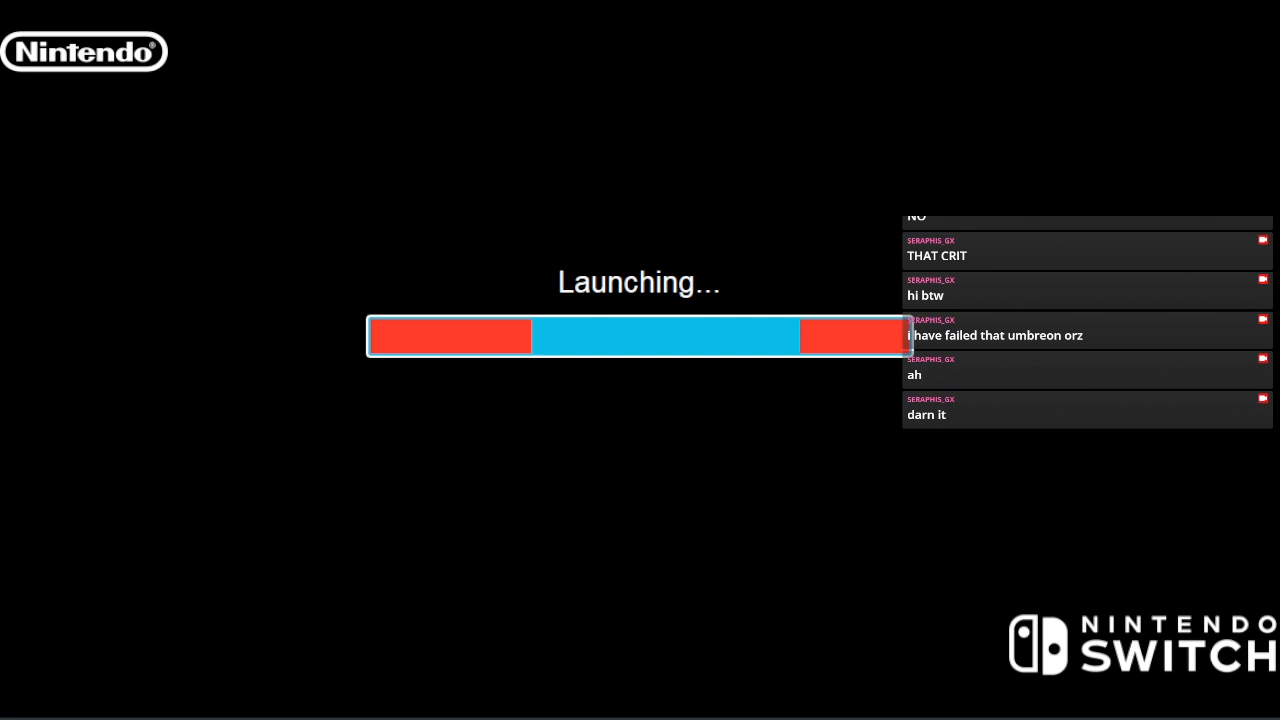 Nintendo®
NO
SERAPHIS_GX
THAT CRIT
Launching...
SERAPHIS_GX
hi btw
SERAPHIS_GX
i have failed that umbreon orz
SERAPHIS_GX
ah
SERAPHIS_GX
darn it
NINTENDO
SWITCH